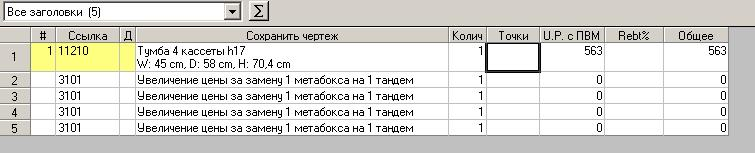 Все заголовки (5) Σ
# Ссылка Д Сохранить чертеж Колич Точки U.P. с ПВМ Rebt% Общее
1 1 11210 Тумба 4 кассеты h17 1 563 563
W: 45 cm, D: 58 cm, H: 70,4 cm
2 3101 Увеличение цены за замену 1 метабокса на 1 тандем 1 0 0
3 3101 Увеличение цены за замену 1 метабокса на 1 тандем 1 0 0
4 3101 Увеличение цены за замену 1 метабокса на 1 тандем 1 0 0
5 3101 Увеличение цены за замену 1 метабокса на 1 тандем 1 0 0